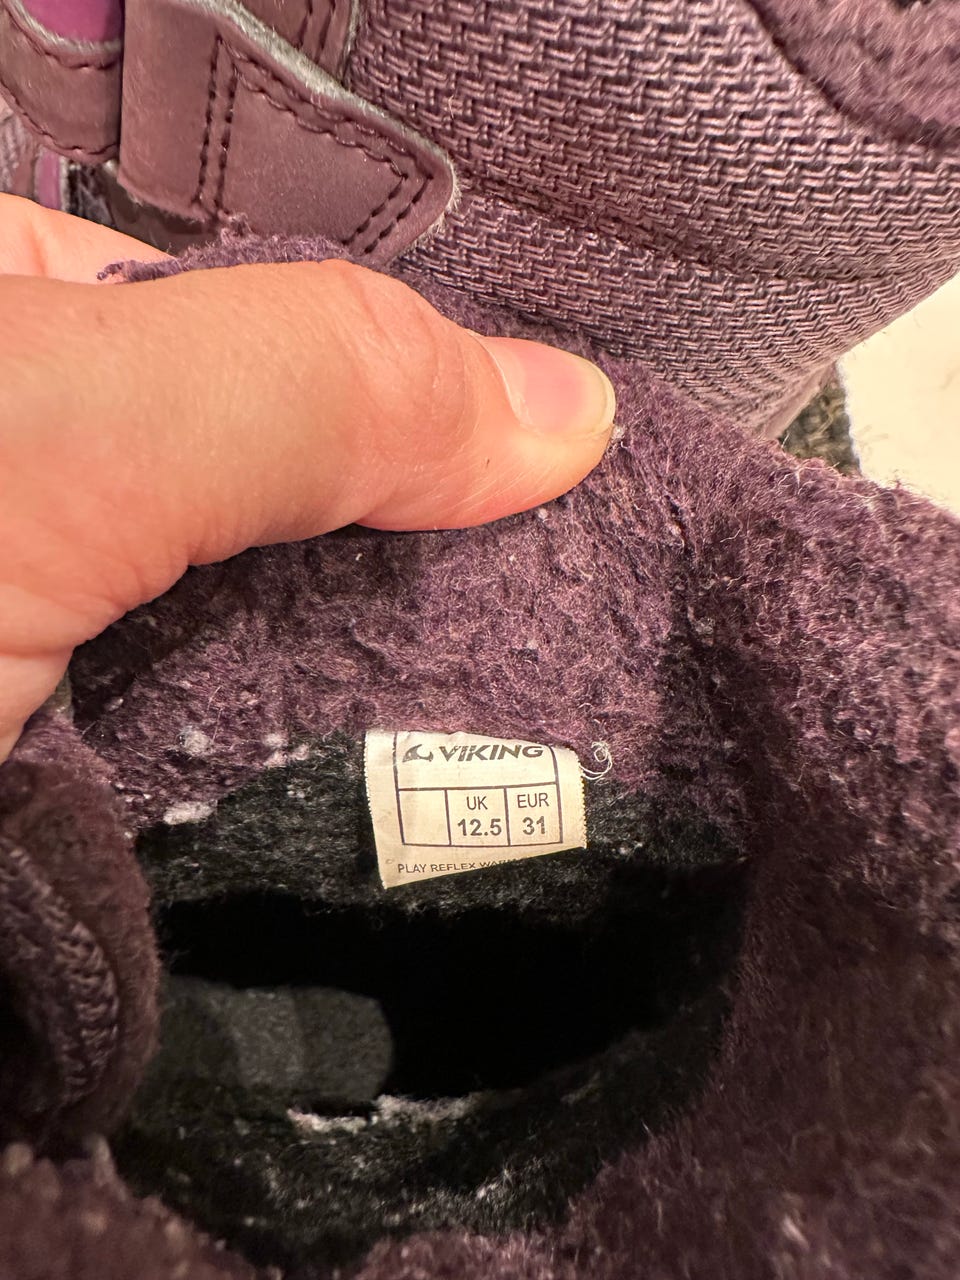 VIKING
UK EUR
12.5 31
PLAY REFLEX